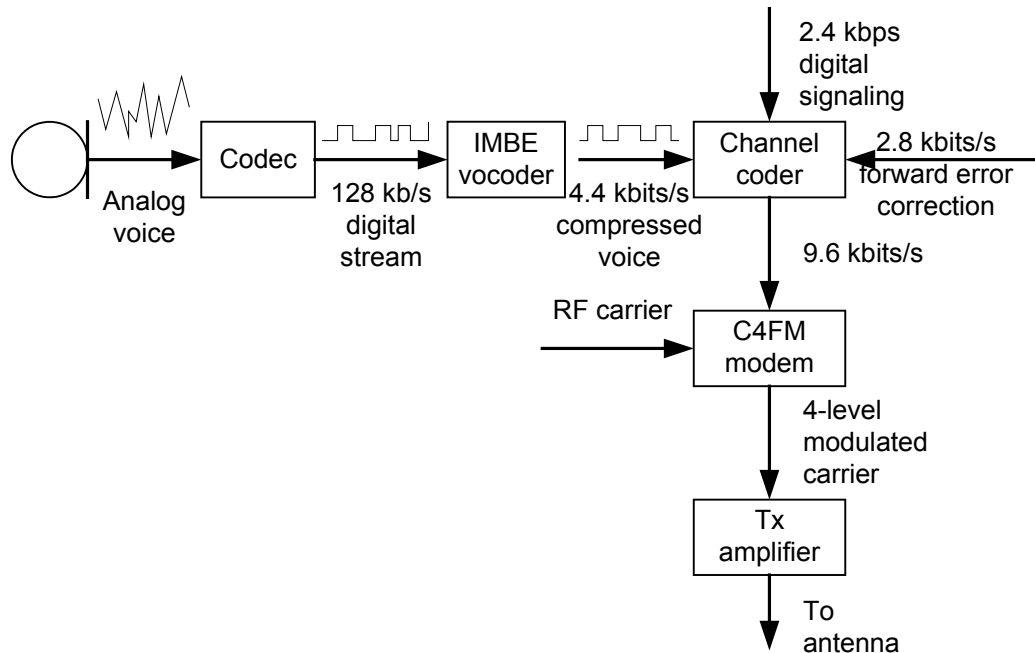 2.4 kbps
digital
signaling
Codec
IMBE
vocoder
Channel
coder
2.8 kbits/s
forward error
correction
Analog
voice
128 kb/s
digital
stream
4.4 kbits/s
compressed
voice
9.6 kbits/s
RF carrier
C4FM
modem
4-level
modulated
carrier
Tx
amplifier
To
antenna